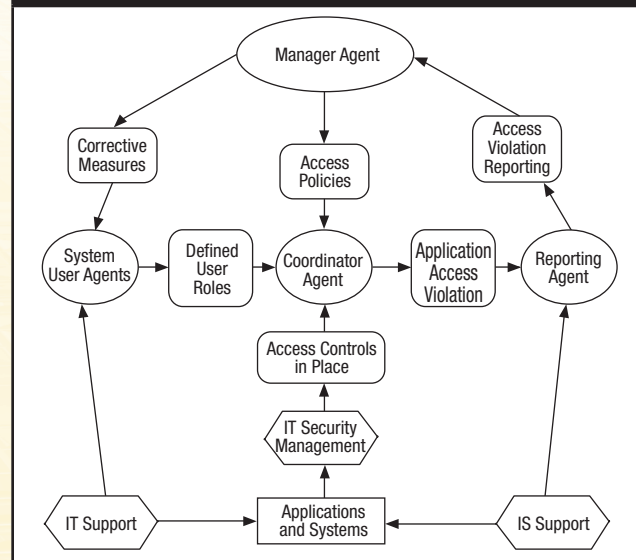 Manager Agent
Corrective
Measures
Access
Policies
Access
Violation
Reporting
System
User Agents
Defined
User
Roles
Coordinator
Agent
Application
Access
Violation
Reporting
Agent
Access Controls
in Place
IT Security
Management
IT Support
Applications
and Systems
IS Support